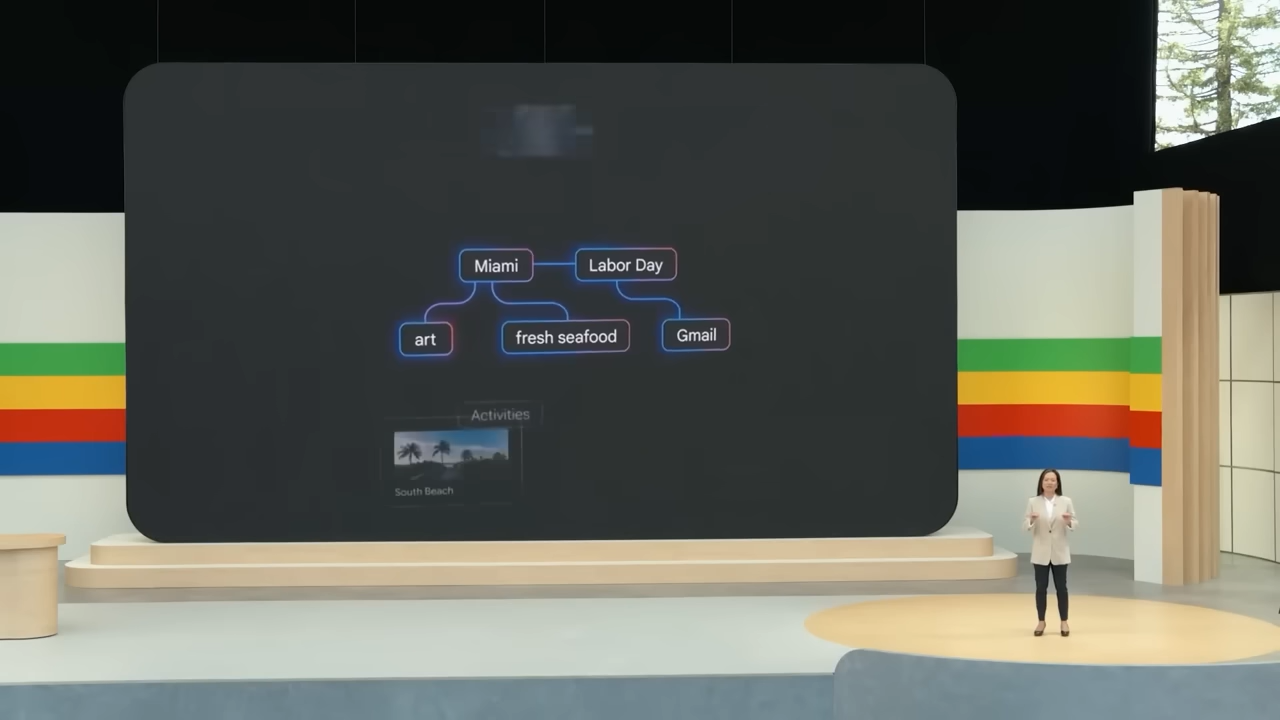 Miami
Labor Day
art
fresh seafood
Gmail
Activities
South Beach